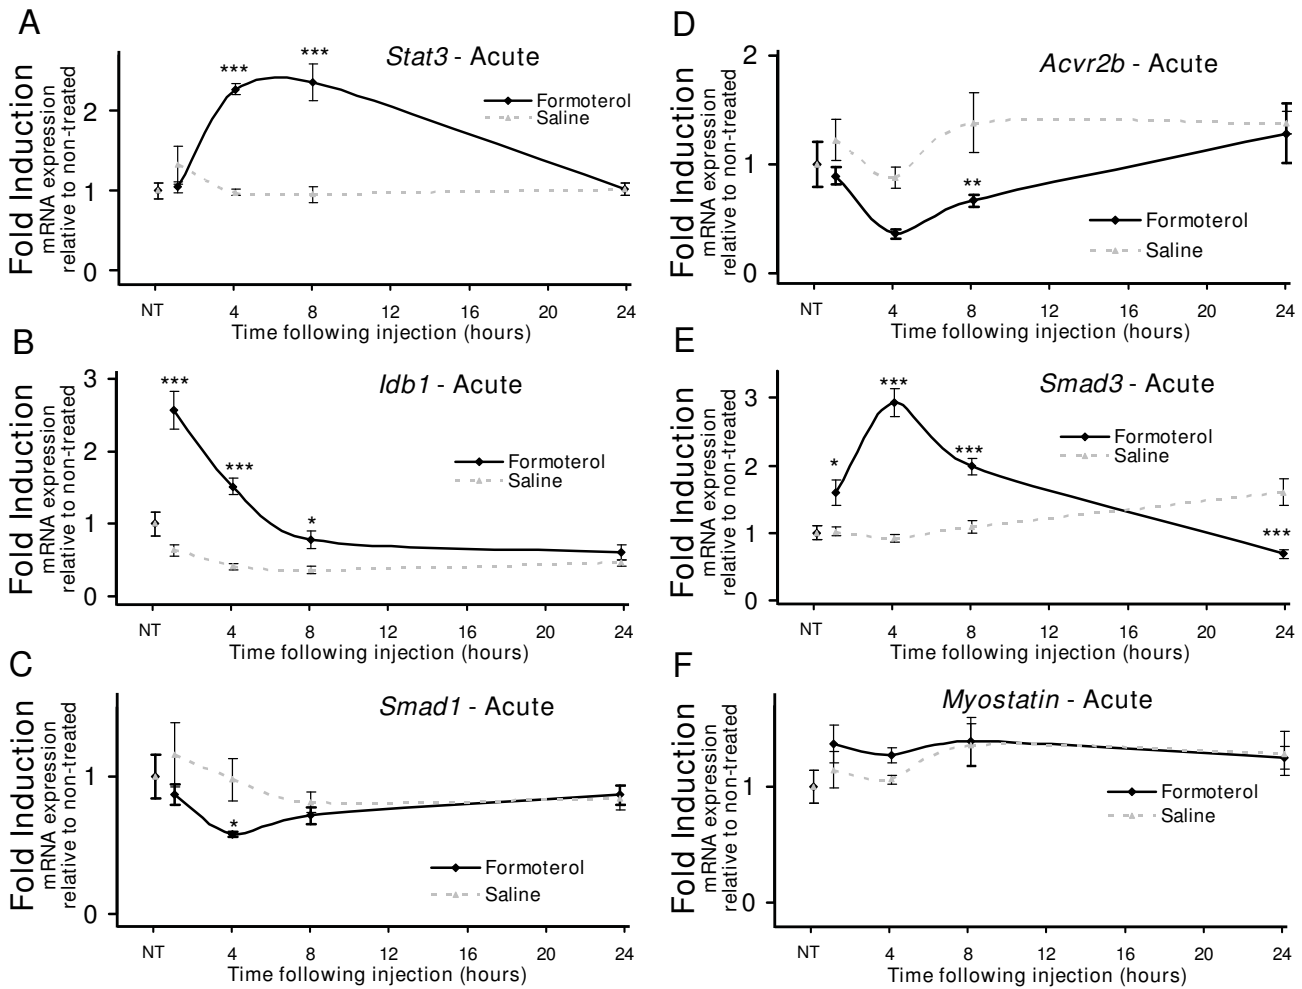 A
Stat3 - Acute
Fold Induction
mRNA expression
relative to non-treated
2
1
0
***
***
Formoterol
Saline
NT 4 8 12 16 20 24
Time following injection (hours)
B
Idb1 - Acute
Fold Induction
mRNA expression
relative to non-treated
3
2
1
0
***
***
*
Formoterol
Saline
NT 4 8 12 16 20 24
Time following injection (hours)
C
Smad1 - Acute
Fold Induction
mRNA expression
relative to non-treated
1
0
*
Formoterol
Saline
NT 4 8 12 16 20 24
Time following injection (hours)
D
Acvr2b - Acute
Fold Induction
mRNA expression
relative to non-treated
2
1
0
**
Formoterol
Saline
NT 4 8 12 16 20 24
Time following injection (hours)
E
Smad3 - Acute
Fold Induction
mRNA expression
relative to non-treated
3
2
1
0
*
***
***
***
Formoterol
Saline
NT 4 8 12 16 20 24
Time following injection (hours)
F
Myostatin - Acute
Fold Induction
mRNA expression
relative to non-treated
1
0
Formoterol
Saline
NT 4 8 12 16 20 24
Time following injection (hours)